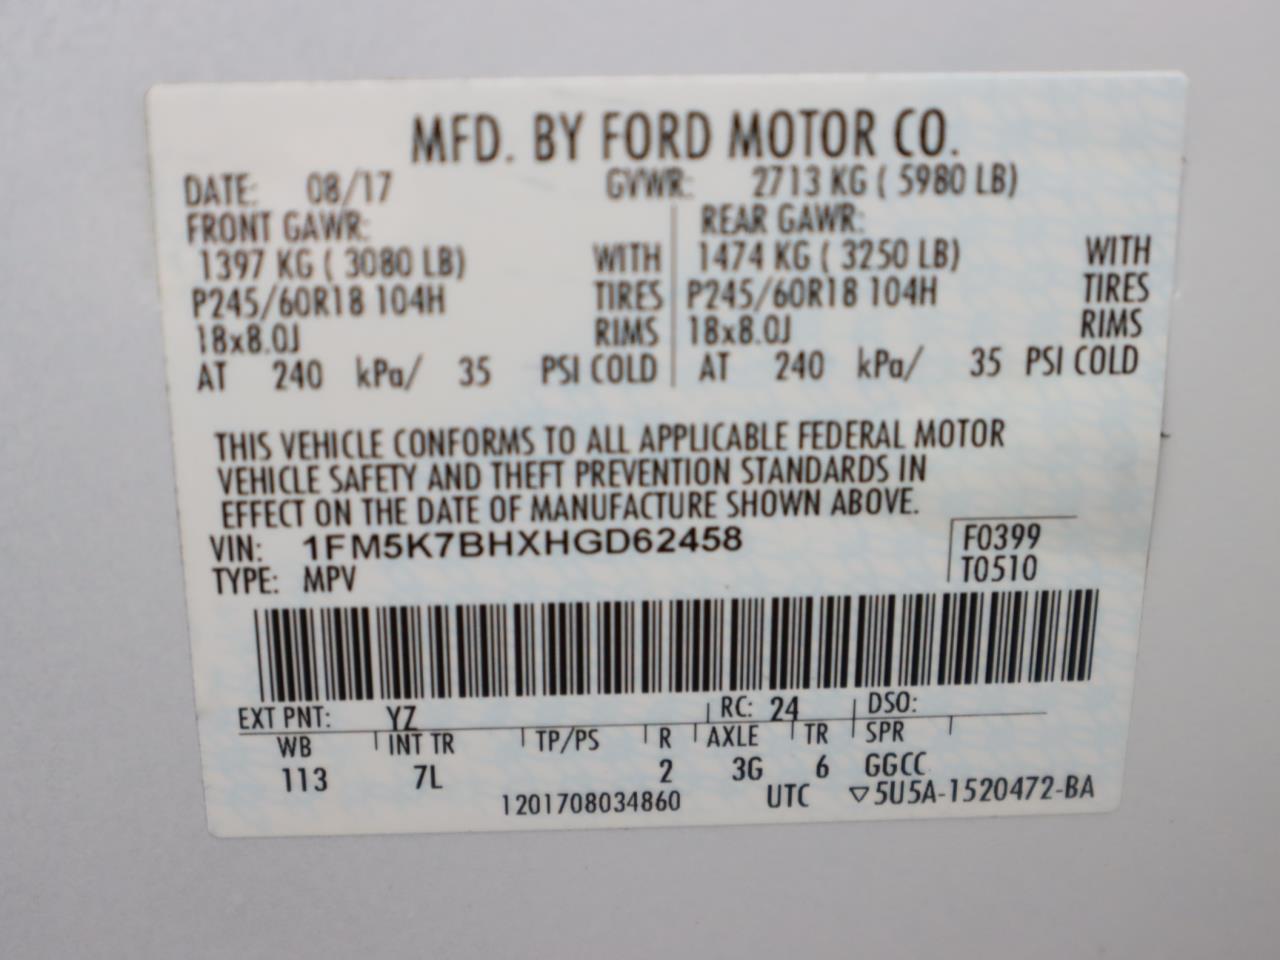 MFD. BY FORD MOTOR CO.
DATE: 08/17 GVWR: 2713 KG ( 5980 LB)
FRONT GAWR: REAR GAWR:
1397 KG ( 3080 LB) WITH 1474 KG ( 3250 LB) WITH
P245/60R18 104H TIRES P245/60R18 104H TIRES
18x8.0J RIMS 18x8.0J RIMS
AT 240 kPa/ 35 PSI COLD AT 240 kPa/ 35 PSI COLD
THIS VEHICLE CONFORMS TO ALL APPLICABLE FEDERAL MOTOR
VEHICLE SAFETY AND THEFT PREVENTION STANDARDS IN
EFFECT ON THE DATE OF MANUFACTURE SHOWN ABOVE.
VIN: 1FM5K7BHXHGD62458 F0399
TYPE: MPV T0510
EXT PNT: YZ RC: 24 DSO:
WB INT TR TP/PS R AXLE TR SPR
113 7L 2 3G 6 GGCC
1201708034860 UTC ▽5U5A-1520472-BA